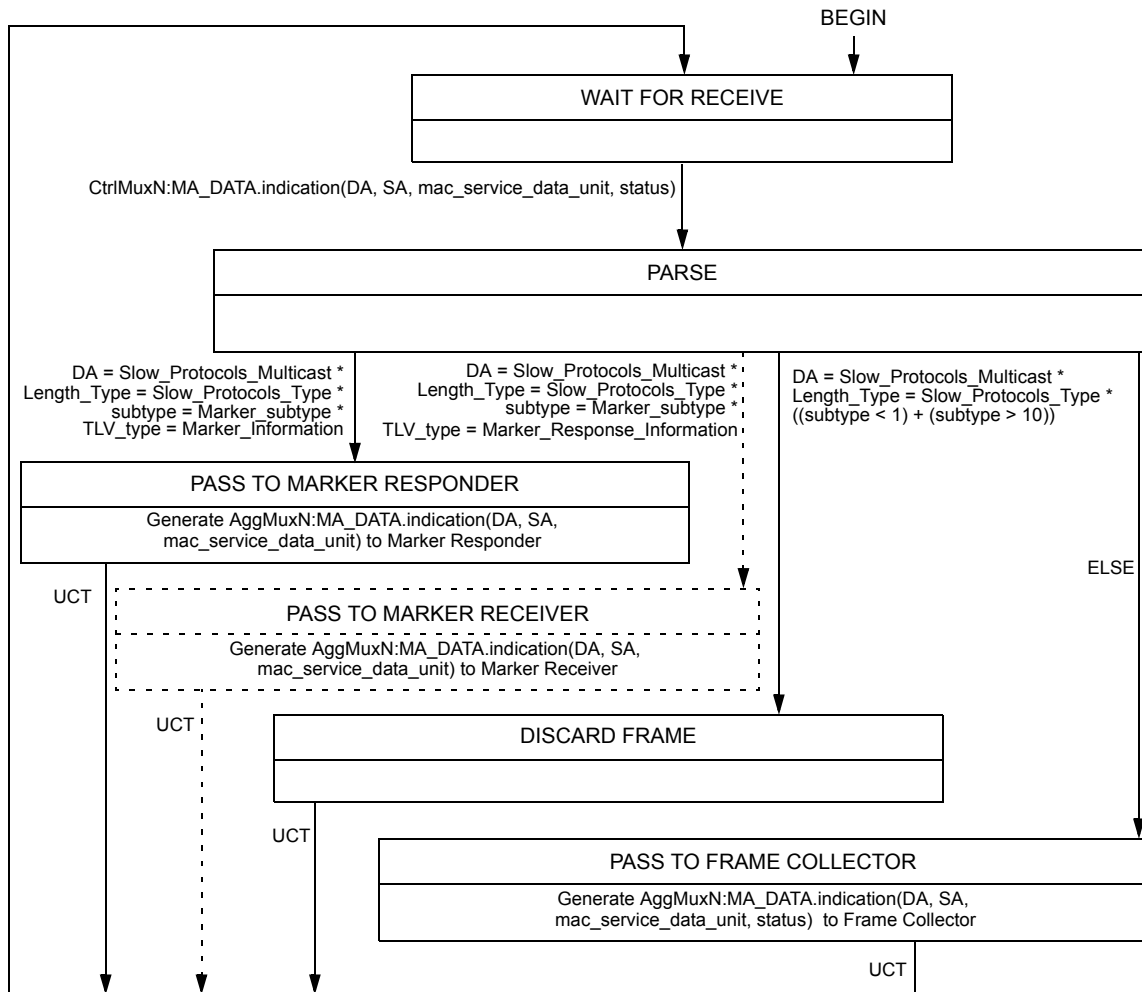 BEGIN
WAIT FOR RECEIVE
CtrlMuxN:MA_DATA.indication(DA, SA, mac_service_data_unit, status)
PARSE
DA = Slow_Protocols_Multicast *
Length_Type = Slow_Protocols_Type *
subtype = Marker_subtype *
TLV_type = Marker_Information
DA = Slow_Protocols_Multicast *
Length_Type = Slow_Protocols_Type *
subtype = Marker_subtype *
TLV_type = Marker_Response_Information
DA = Slow_Protocols_Multicast *
Length_Type = Slow_Protocols_Type *
((subtype < 1) + (subtype > 10))
PASS TO MARKER RESPONDER
Generate AggMuxN:MA_DATA.indication(DA, SA,
mac_service_data_unit) to Marker Responder
ELSE
UCT
PASS TO MARKER RECEIVER
Generate AggMuxN:MA_DATA.indication(DA, SA,
mac_service_data_unit) to Marker Receiver
UCT
DISCARD FRAME
UCT
PASS TO FRAME COLLECTOR
Generate AggMuxN:MA_DATA.indication(DA, SA,
mac_service_data_unit, status) to Frame Collector
UCT